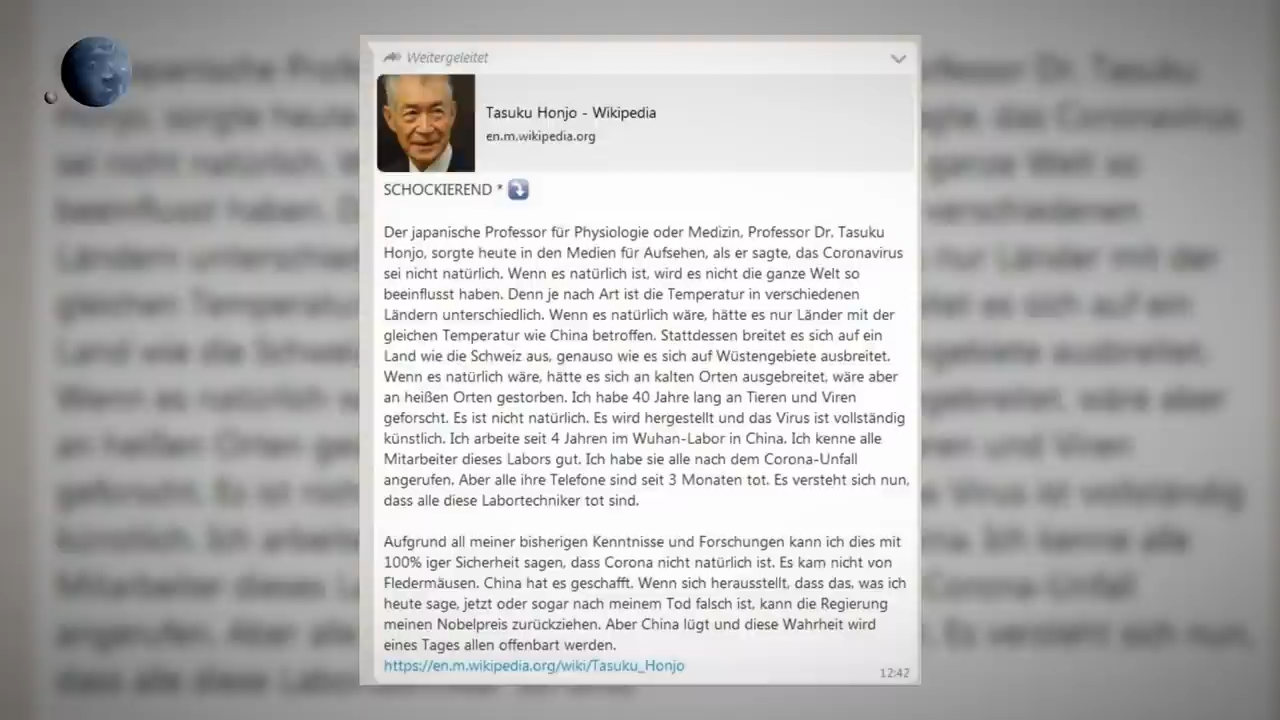 Weitergeleitet
Tasuku Honjo - Wikipedia
en.m.wikipedia.org
SCHOCKIEREND *
Der japanische Professor für Physiologie oder Medizin, Professor Dr. Tasuku
Honjo, sorgte heute in den Medien für Aufsehen, als er sagte, das Coronavirus
sei nicht natürlich. Wenn es natürlich ist, wird es nicht die ganze Welt so
beeinflusst haben. Denn je nach Art ist die Temperatur in verschiedenen
Ländern unterschiedlich. Wenn es natürlich wäre, hätte es nur Länder mit der
gleichen Temperatur wie China betroffen. Stattdessen breitet es sich auf ein
Land wie die Schweiz aus, genauso wie es sich auf Wüstengebiete ausbreitet.
Wenn es natürlich wäre, hätte es sich an kalten Orten ausgebreitet, wäre aber
an heißen Orten gestorben. Ich habe 40 Jahre lang an Tieren und Viren
geforscht. Es ist nicht natürlich. Es wird hergestellt und das Virus ist vollständig
künstlich. Ich arbeite seit 4 Jahren im Wuhan-Labor in China. Ich kenne alle
Mitarbeiter dieses Labors gut. Ich habe sie alle nach dem Corona-Unfall
angerufen. Aber alle ihre Telefone sind seit 3 Monaten tot. Es versteht sich nun,
dass alle diese Labortechniker tot sind.
Aufgrund all meiner bisherigen Kenntnisse und Forschungen kann ich dies mit
100% iger Sicherheit sagen, dass Corona nicht natürlich ist. Es kam nicht von
Fledermäusen. China hat es geschafft. Wenn sich herausstellt, dass das, was ich
heute sage, jetzt oder sogar nach meinem Tod falsch ist, kann die Regierung
meinen Nobelpreis zurückziehen. Aber China lügt und diese Wahrheit wird
eines Tages allen offenbart werden.
https://en.m.wikipedia.org/wiki/Tasuku_Honjo
12:42